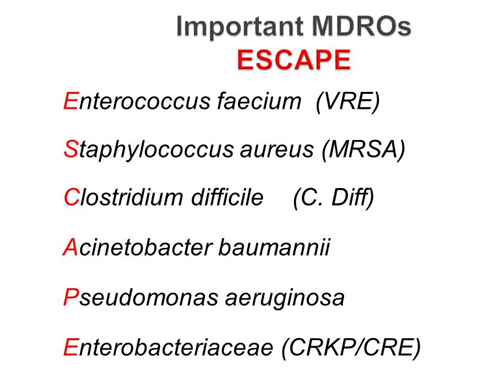 Important MDROs
ESCAPE
Enterococcus faecium (VRE)
Staphylococcus aureus (MRSA)
Clostridium difficile (C. Diff)
Acinetobacter baumannii
Pseudomonas aeruginosa
Enterobacteriaceae (CRKP/CRE)